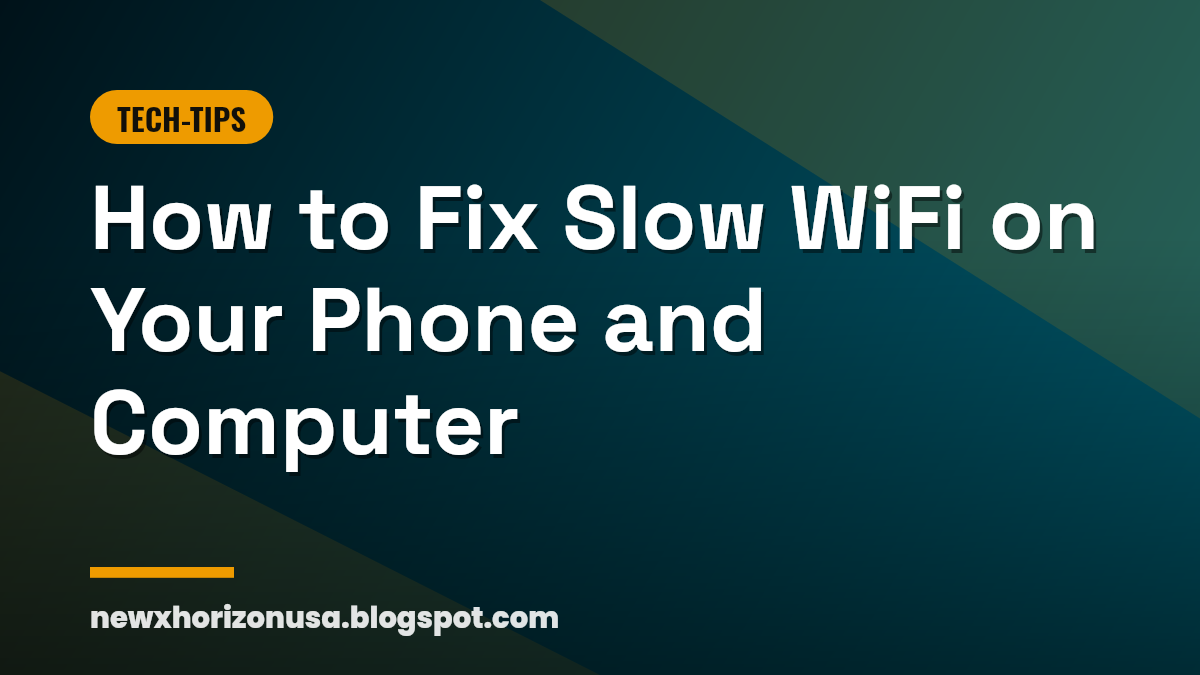 TECH-TIPS
How to Fix Slow WiFi on
Your Phone and
Computer
newxhorizonusa.blogspot.com